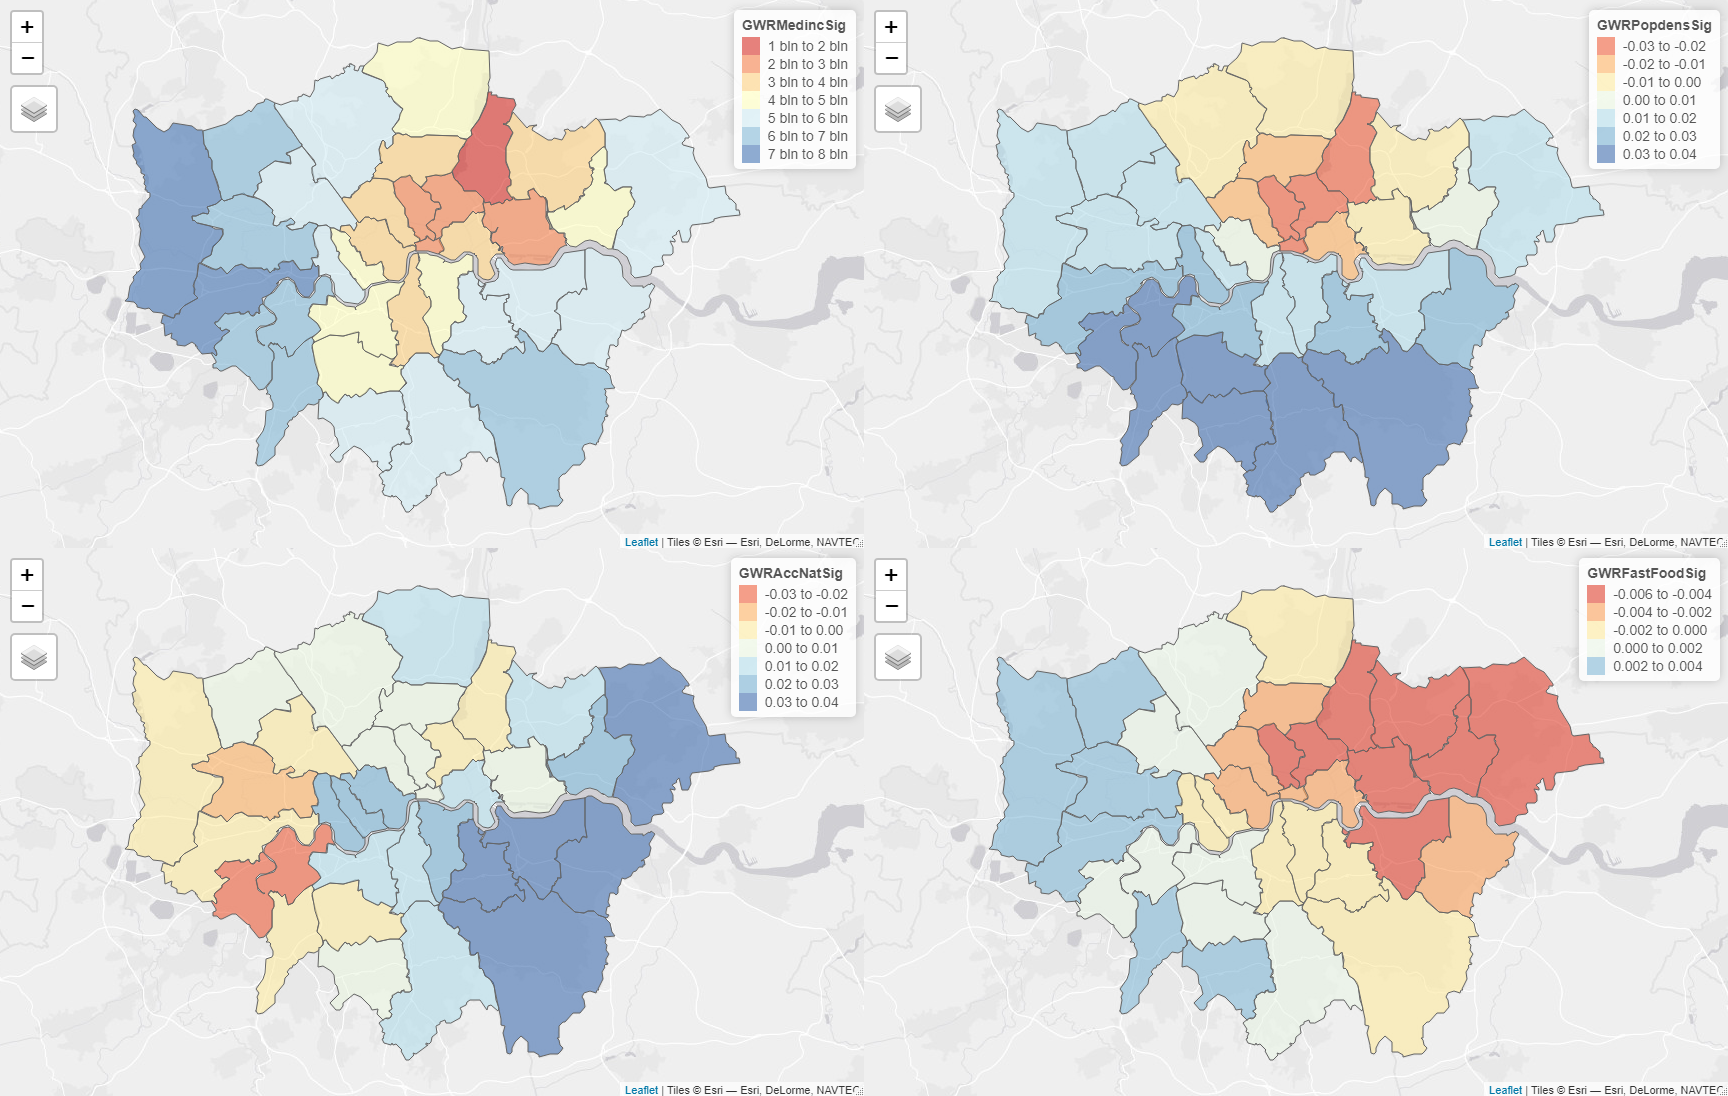 +
−
GWRMedincSig
1 bln to 2 bln
2 bln to 3 bln
3 bln to 4 bln
4 bln to 5 bln
5 bln to 6 bln
6 bln to 7 bln
7 bln to 8 bln
Leaflet | Tiles © Esri — Esri, DeLorme, NAVTEQ
+
−
GWRPopdensSig
-0.03 to -0.02
-0.02 to -0.01
-0.01 to 0.00
0.00 to 0.01
0.01 to 0.02
0.02 to 0.03
0.03 to 0.04
Leaflet | Tiles © Esri — Esri, DeLorme, NAVTEQ
+
−
GWRAccNatSig
-0.03 to -0.02
-0.02 to -0.01
-0.01 to 0.00
0.00 to 0.01
0.01 to 0.02
0.02 to 0.03
0.03 to 0.04
Leaflet | Tiles © Esri — Esri, DeLorme, NAVTEQ
+
−
GWRFastFoodSig
-0.006 to -0.004
-0.004 to -0.002
-0.002 to 0.000
0.000 to 0.002
0.002 to 0.004
Leaflet | Tiles © Esri — Esri, DeLorme, NAVTEQ